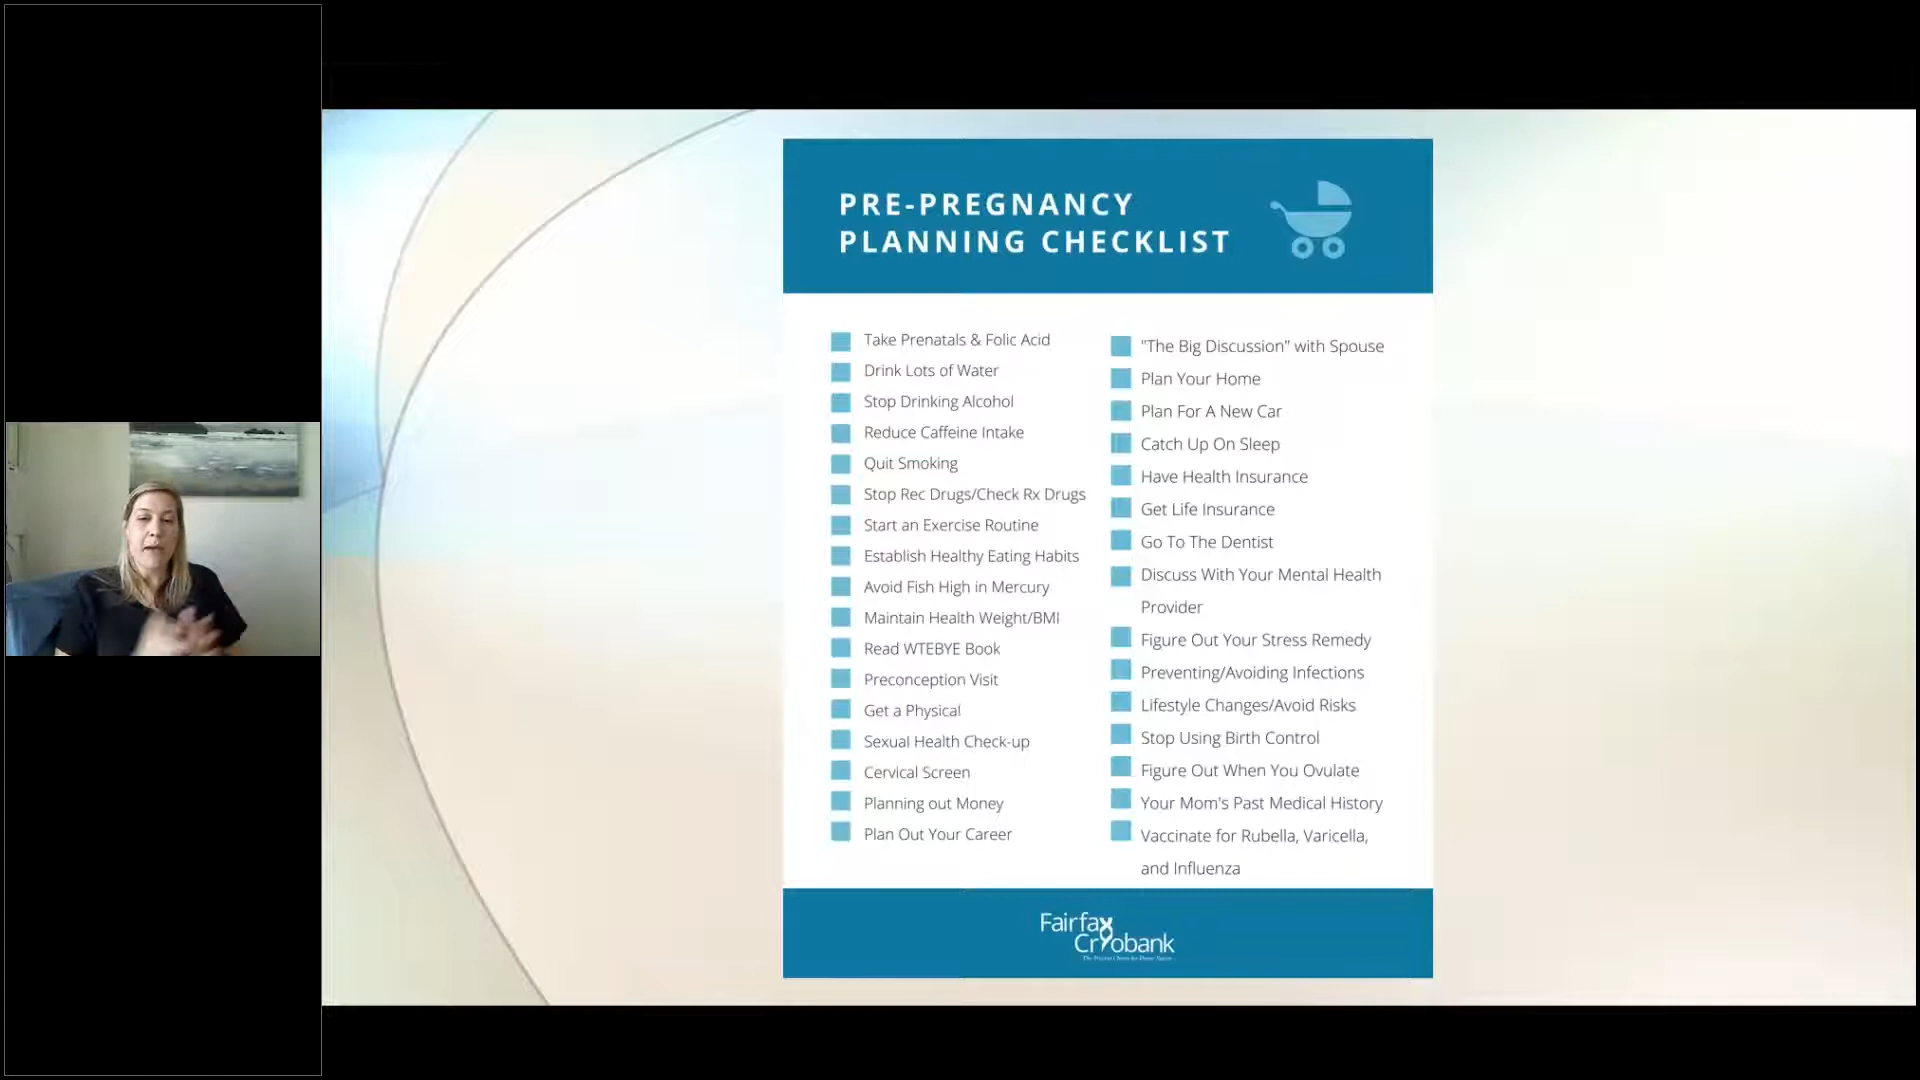 PRE-PREGNANCY
PLANNING CHECKLIST
Take Prenatals & Folic Acid
Drink Lots of Water
Stop Drinking Alcohol
Reduce Caffeine Intake
Quit Smoking
Stop Rec Drugs/Check Rx Drugs
Start an Exercise Routine
Establish Healthy Eating Habits
Avoid Fish High in Mercury
Maintain Health Weight/BMI
Read WTEBYE Book
Preconception Visit
Get a Physical
Sexual Health Check-up
Cervical Screen
Planning out Money
Plan Out Your Career
"The Big Discussion" with Spouse
Plan Your Home
Plan For A New Car
Catch Up On Sleep
Have Health Insurance
Get Life Insurance
Go To The Dentist
Discuss With Your Mental Health
Provider
Figure Out Your Stress Remedy
Preventing/Avoiding Infections
Lifestyle Changes/Avoid Risks
Stop Using Birth Control
Figure Out When You Ovulate
Your Mom's Past Medical History
Vaccinate for Rubella, Varicella,
and Influenza
Fairfax
Cryobank